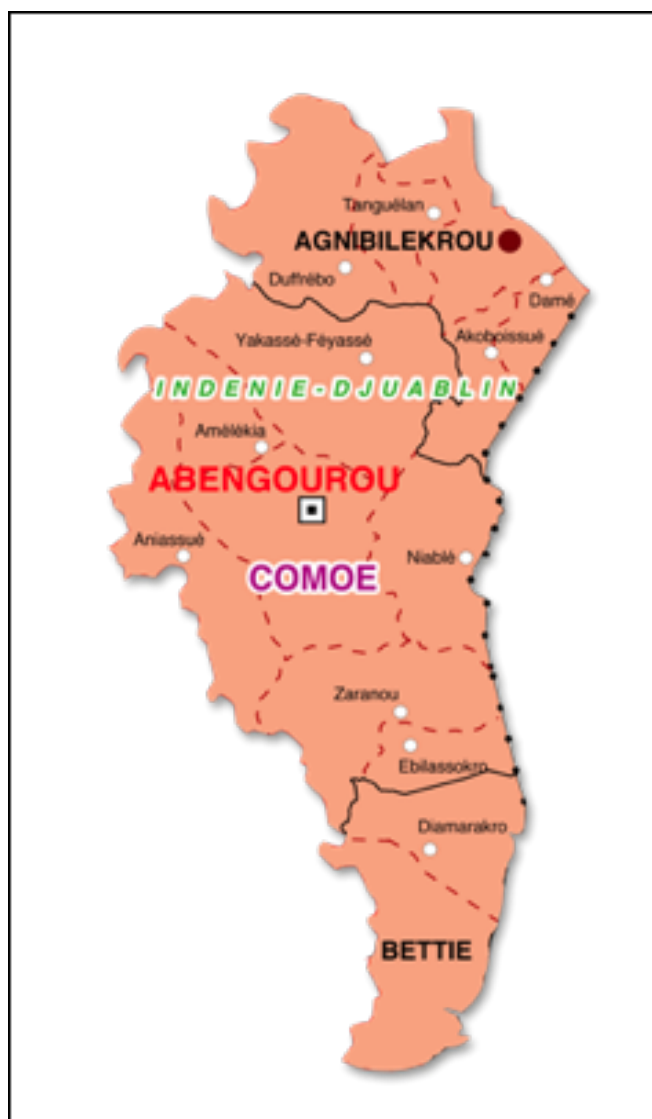 Tanguélan
AGNIBILEKROU
Duffrébo
Damé
Yakassé-Féyassé
Akoboissué
INDENIE-DJUABLIN
Amélékia
ABENGOUROU
Aniassué
Niablé
COMOE
Zaranou
Ebilassokro
Diamarakro
BETTIE